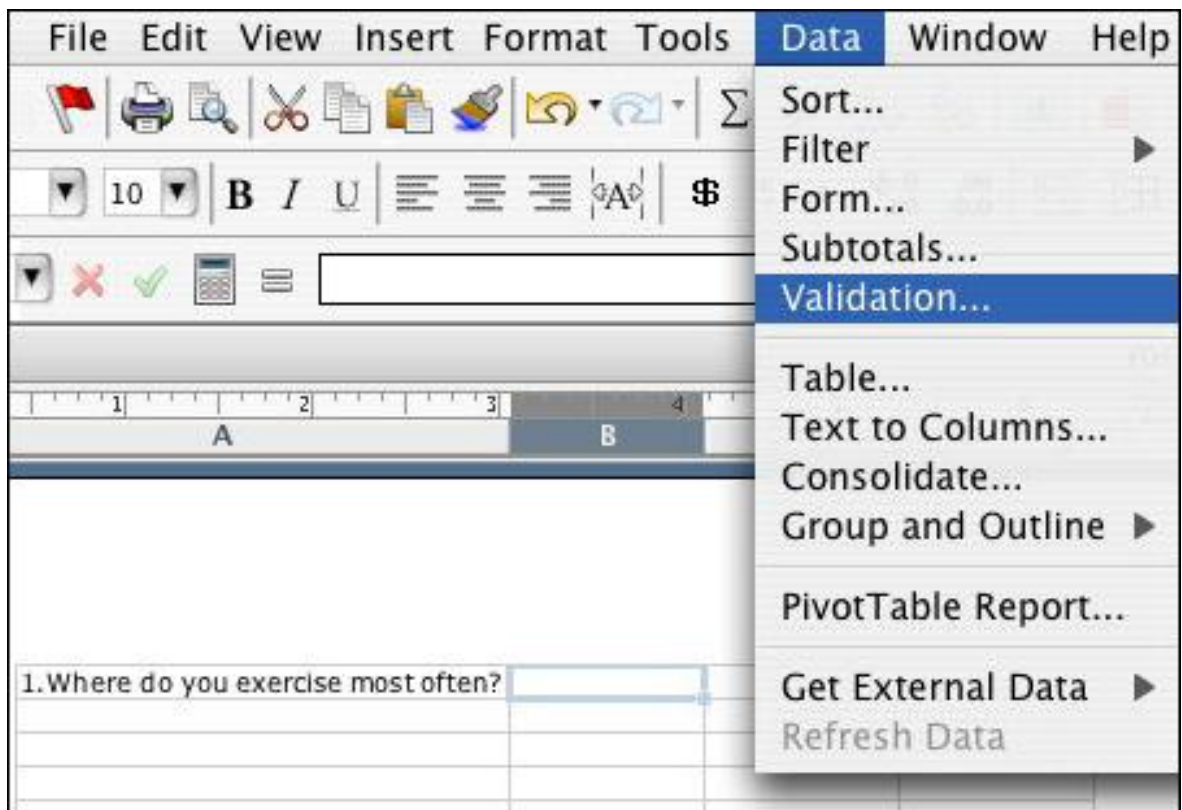 File Edit View Insert Format Tools Data Window Help
10 B I U A $
Sort...
Filter
Form...
Subtotals...
Validation...
Table...
Text to Columns...
Consolidate...
Group and Outline
PivotTable Report...
Get External Data
Refresh Data
1 2 3 4
A B
1.Where do you exercise most often?